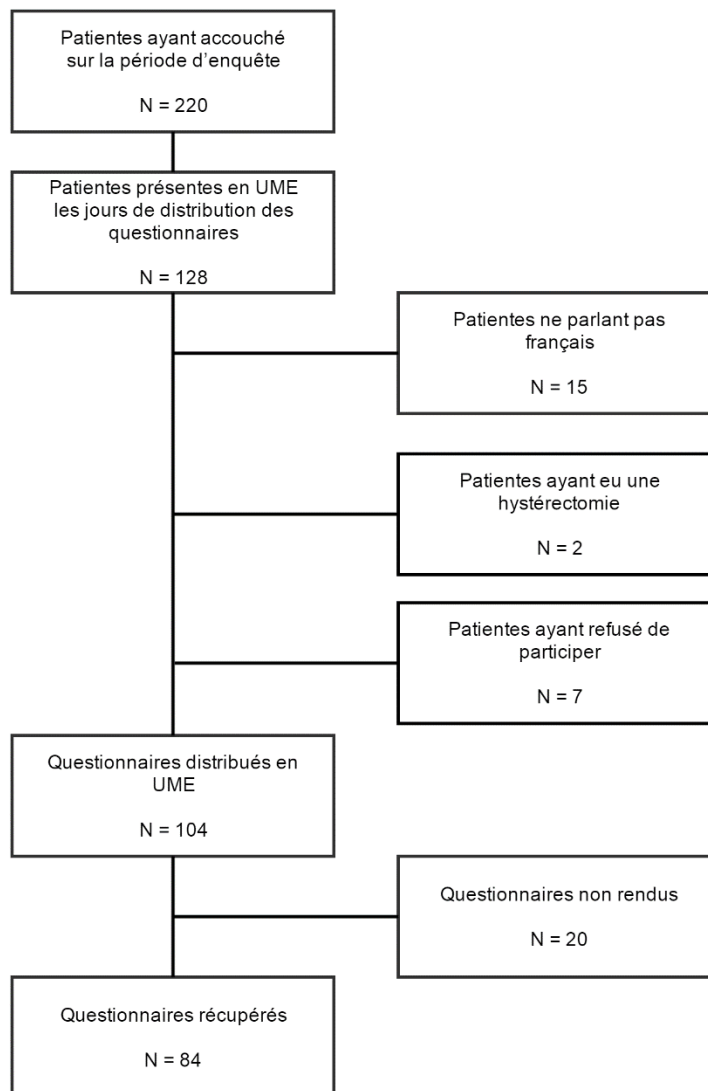 Patientes ayant accouché
sur la période d’enquête
N = 220
Patientes présentes en UME
les jours de distribution des
questionnaires
N = 128
Patientes ne parlant pas
français
N = 15
Patientes ayant eu une
hystérectomie
N = 2
Patientes ayant refusé de
participer
N = 7
Questionnaires distribués en
UME
N = 104
Questionnaires non rendus
N = 20
Questionnaires récupérés
N = 84